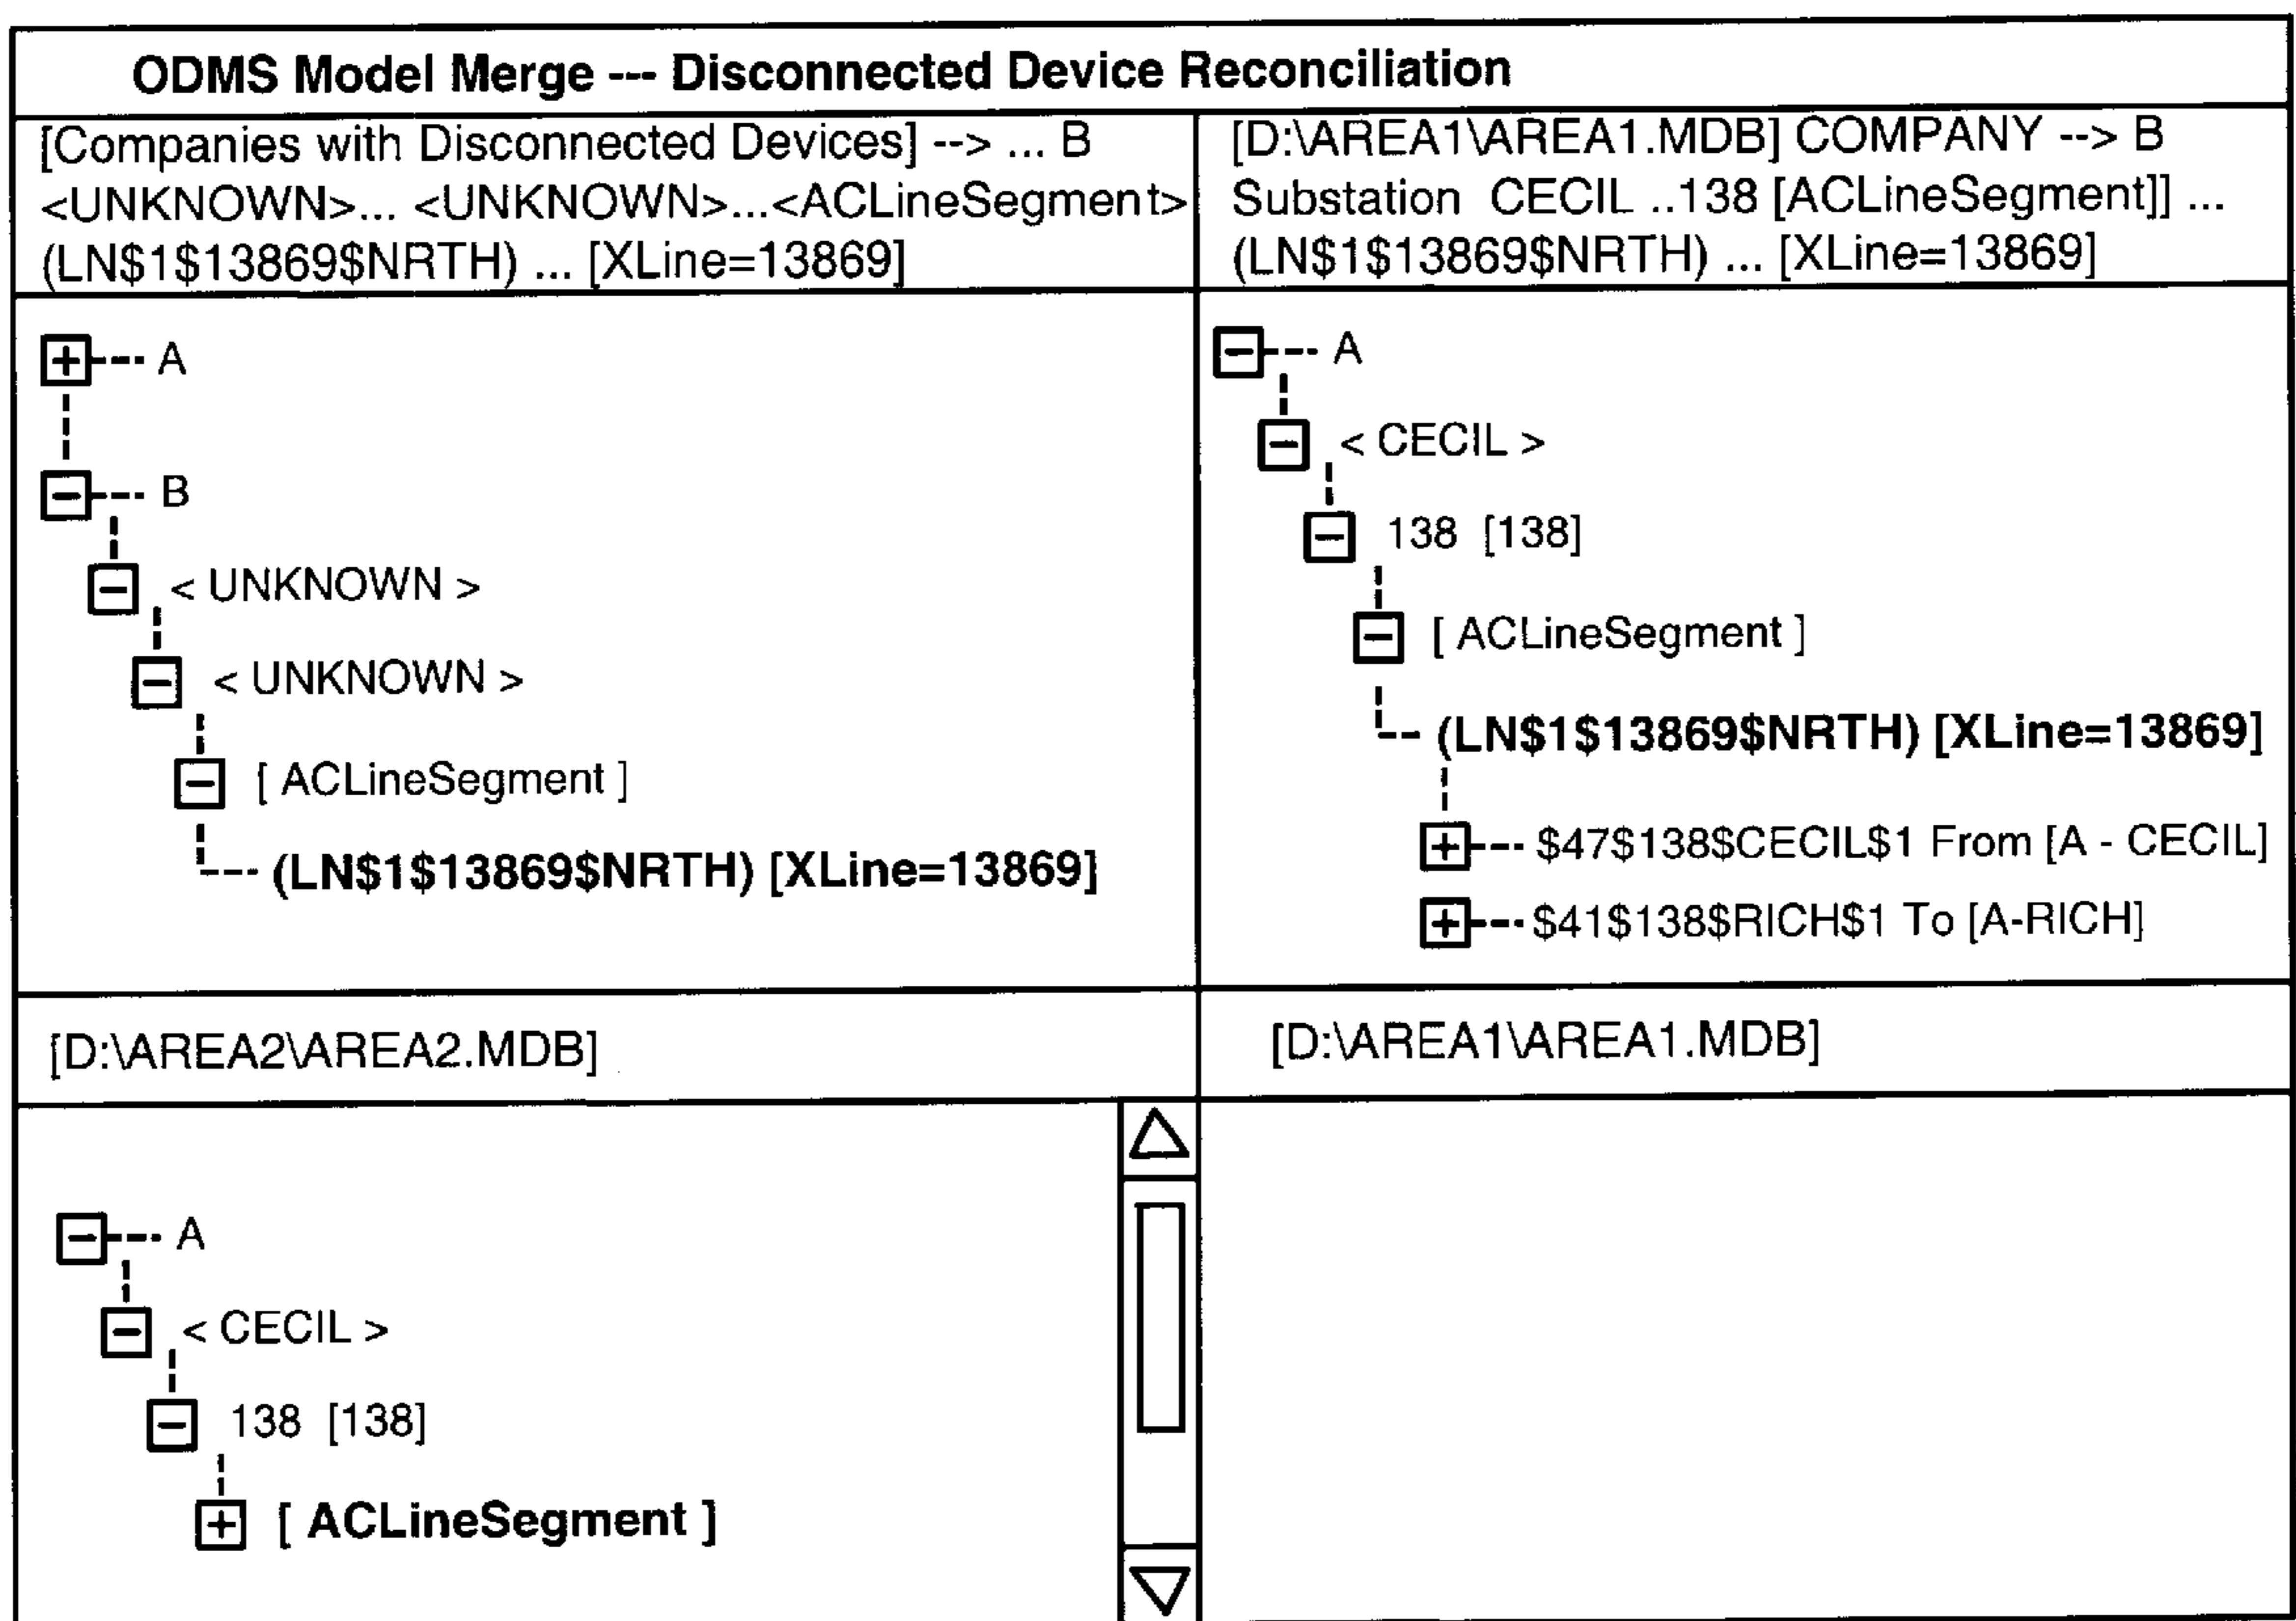 ODMS Model Merge --- Disconnected Device Reconciliation
[Companies with Disconnected Devices] --> ... B
<UNKNOWN>... <UNKNOWN>...<ACLineSegment>
(LN$1$13869$NRTH) ... [XLine=13869]
[D:\AREA1\AREA1.MDB] COMPANY --> B
Substation CECIL ..138 [ACLineSegment]] ...
(LN$1$13869$NRTH) ... [XLine=13869]
A
B
< UNKNOWN >
< UNKNOWN >
[ ACLineSegment ]
(LN$1$13869$NRTH) [XLine=13869]
A
< CECIL >
138 [138]
[ ACLineSegment ]
(LN$1$13869$NRTH) [XLine=13869]
$47$138$CECIL$1 From [A - CECIL]
$41$138$RICH$1 To [A-RICH]
[D:\AREA2\AREA2.MDB]
[D:\AREA1\AREA1.MDB]
A
< CECIL >
138 [138]
[ ACLineSegment ]